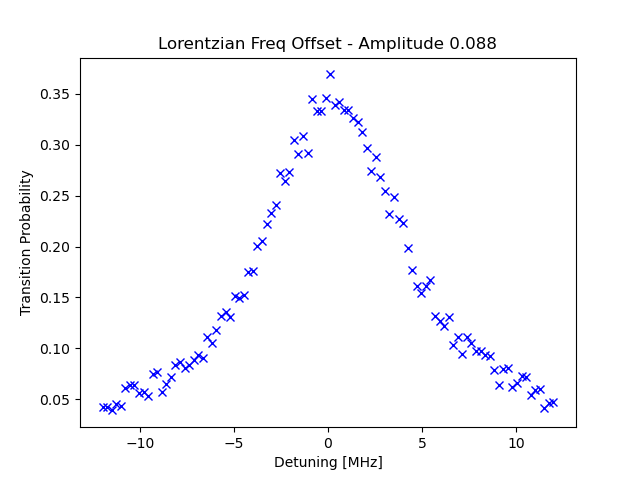 Lorentzian Freq Offset - Amplitude 0.088
Transition Probability
0.35
0.30
0.25
0.20
0.15
0.10
0.05
−10 −5 0 5 10
Detuning [MHz]